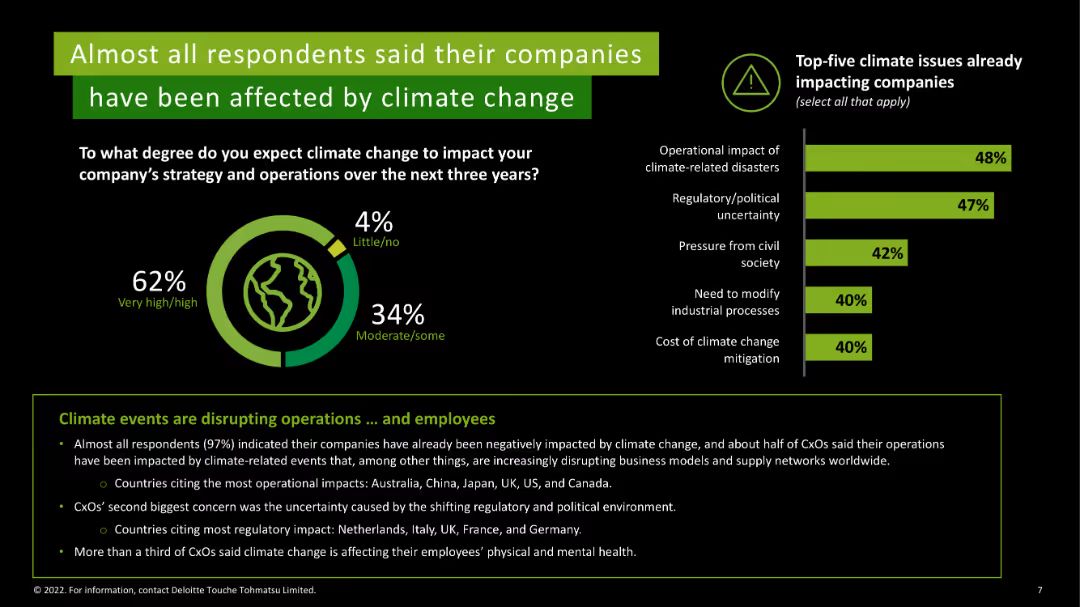 Almost all respondents said their companies
have been affected by climate change
To what degree do you expect climate change to impact your
company's strategy and operations over the next three years?
4%
Little/no
62%
Very high/high
34%
Moderate/some
Top-five climate issues already
impacting companies
(select all that apply)
Operational impact of
climate-related disasters
48%
Regulatory/political
uncertainty
47%
Pressure from civil
society
42%
Need to modify
industrial processes
40%
Cost of climate change
mitigation
40%
Climate events are disrupting operations … and employees
• Almost all respondents (97%) indicated their companies have already been negatively impacted by climate change, and about half of CxOs said their operations
have been impacted by climate-related events that, among other things, are increasingly disrupting business models and supply networks worldwide.
o Countries citing the most operational impacts: Australia, China, Japan, UK, US, and Canada.
• CxOs' second biggest concern was the uncertainty caused by the shifting regulatory and political environment.
o Countries citing most regulatory impact: Netherlands, Italy, UK, France, and Germany.
• More than a third of CxOs said climate change is affecting their employees' physical and mental health.
© 2022. For information, contact Deloitte Touche Tohmatsu Limited.
7